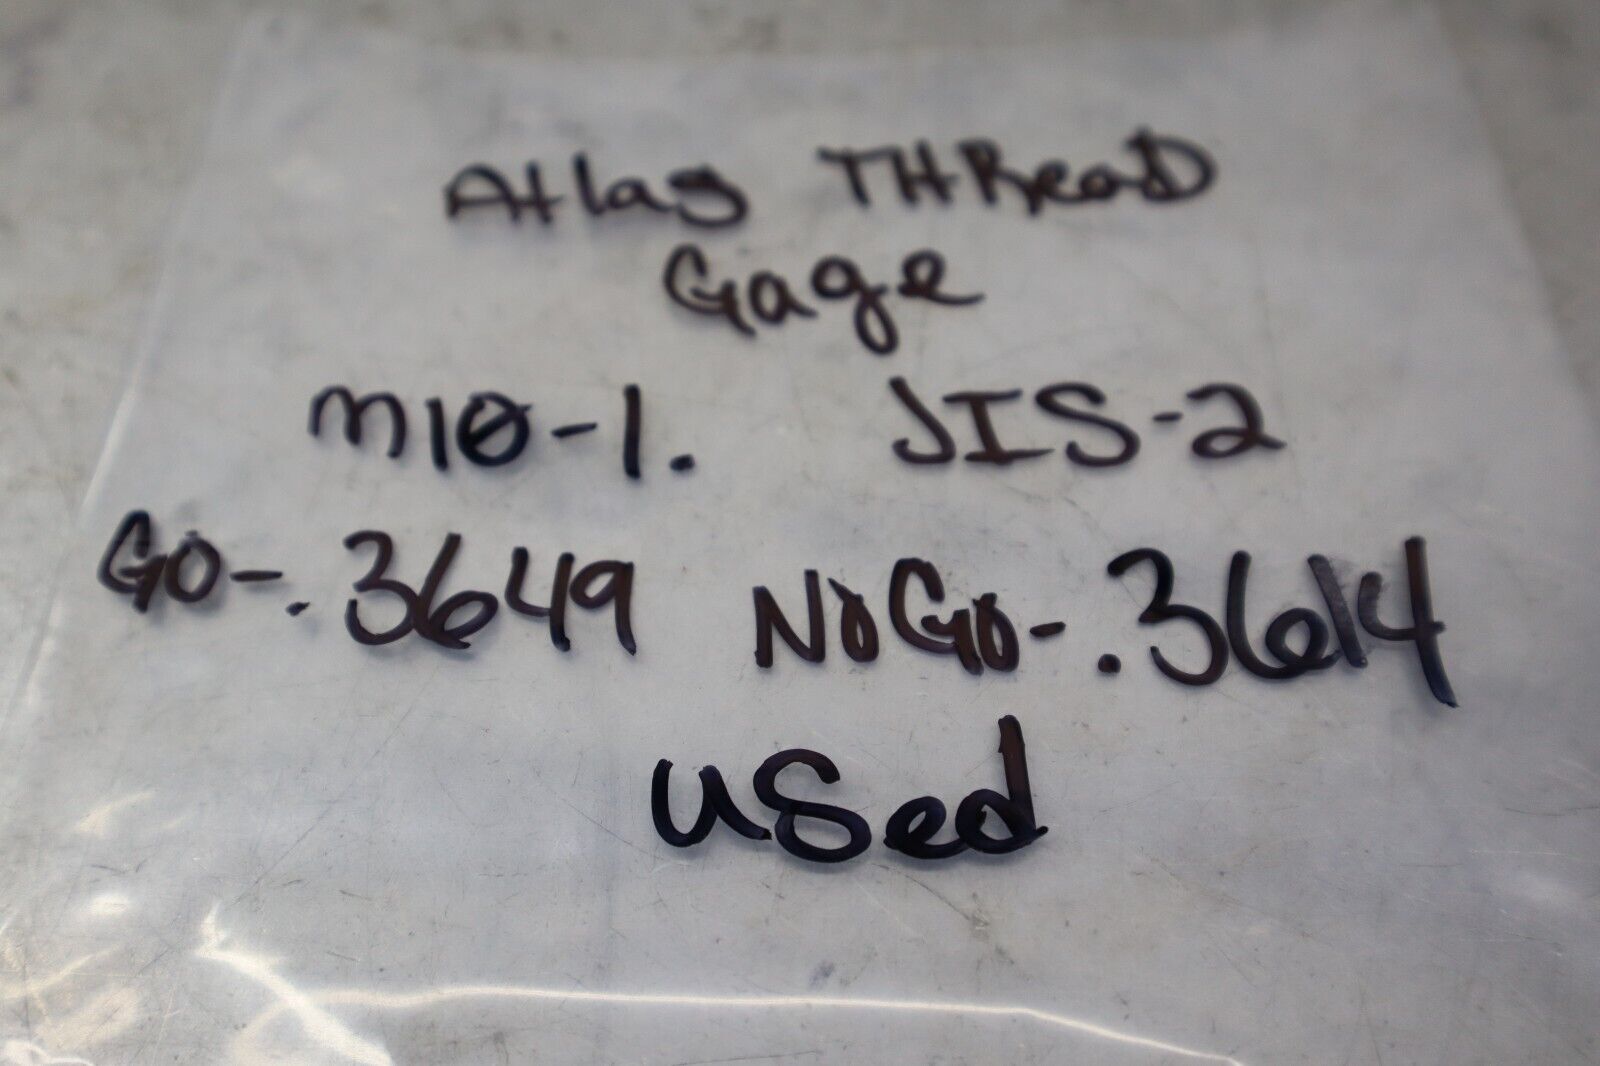 Atlas THReaD
Gage
M10-1. JIS-2
GO-.3649 NOGO-.3614
USed